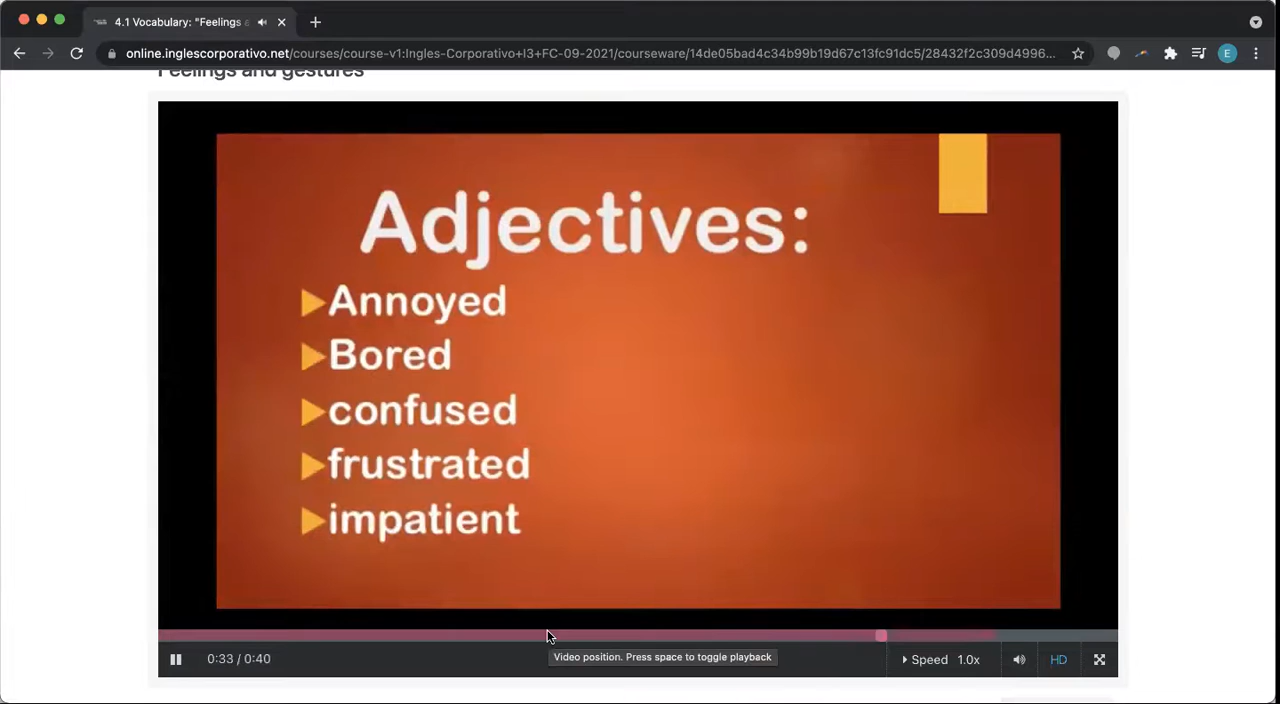 4.1 Vocabulary: "Feelings a
online.inglescorporativo.net/courses/course-v1:Ingles-Corporativo+I3+FC-09-2021/courseware/14de05bad4c34b99b19d67c13fc91dc5/28432f2c309d4996...
E
Feelings and gestures
Adjectives:
Annoyed
Bored
confused
frustrated
impatient
0:33 / 0:40
Video position. Press space to toggle playback
Speed 1.0x
HD